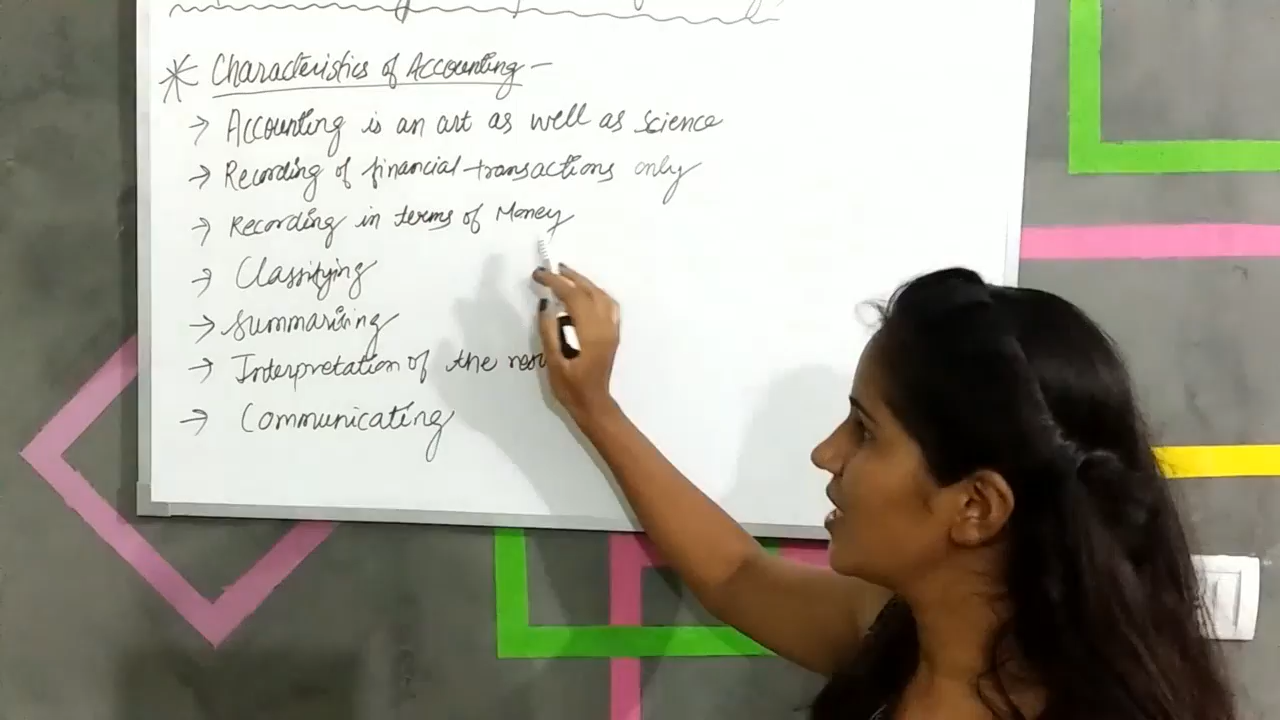 * Characteristics of Accounting -
→ Accounting is an art as well as science
→ Recording of financial transactions only
→ Recording in terms of Money
→ Classifying
→ Summarizing
→ Interpretation of the
→ Communicating